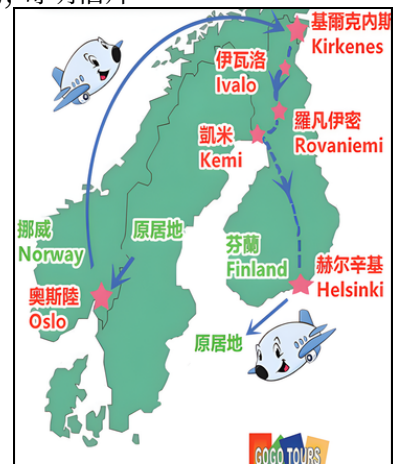 基爾克內斯
Kirkenes
伊瓦洛
Ivalo
羅凡伊密
Rovaniemi
凱米
Kemi
挪威
Norway
原居地
芬蘭
Finland
奧斯陸
Oslo
赫尔辛基
Helsinki
原居地
GOGO TOURS